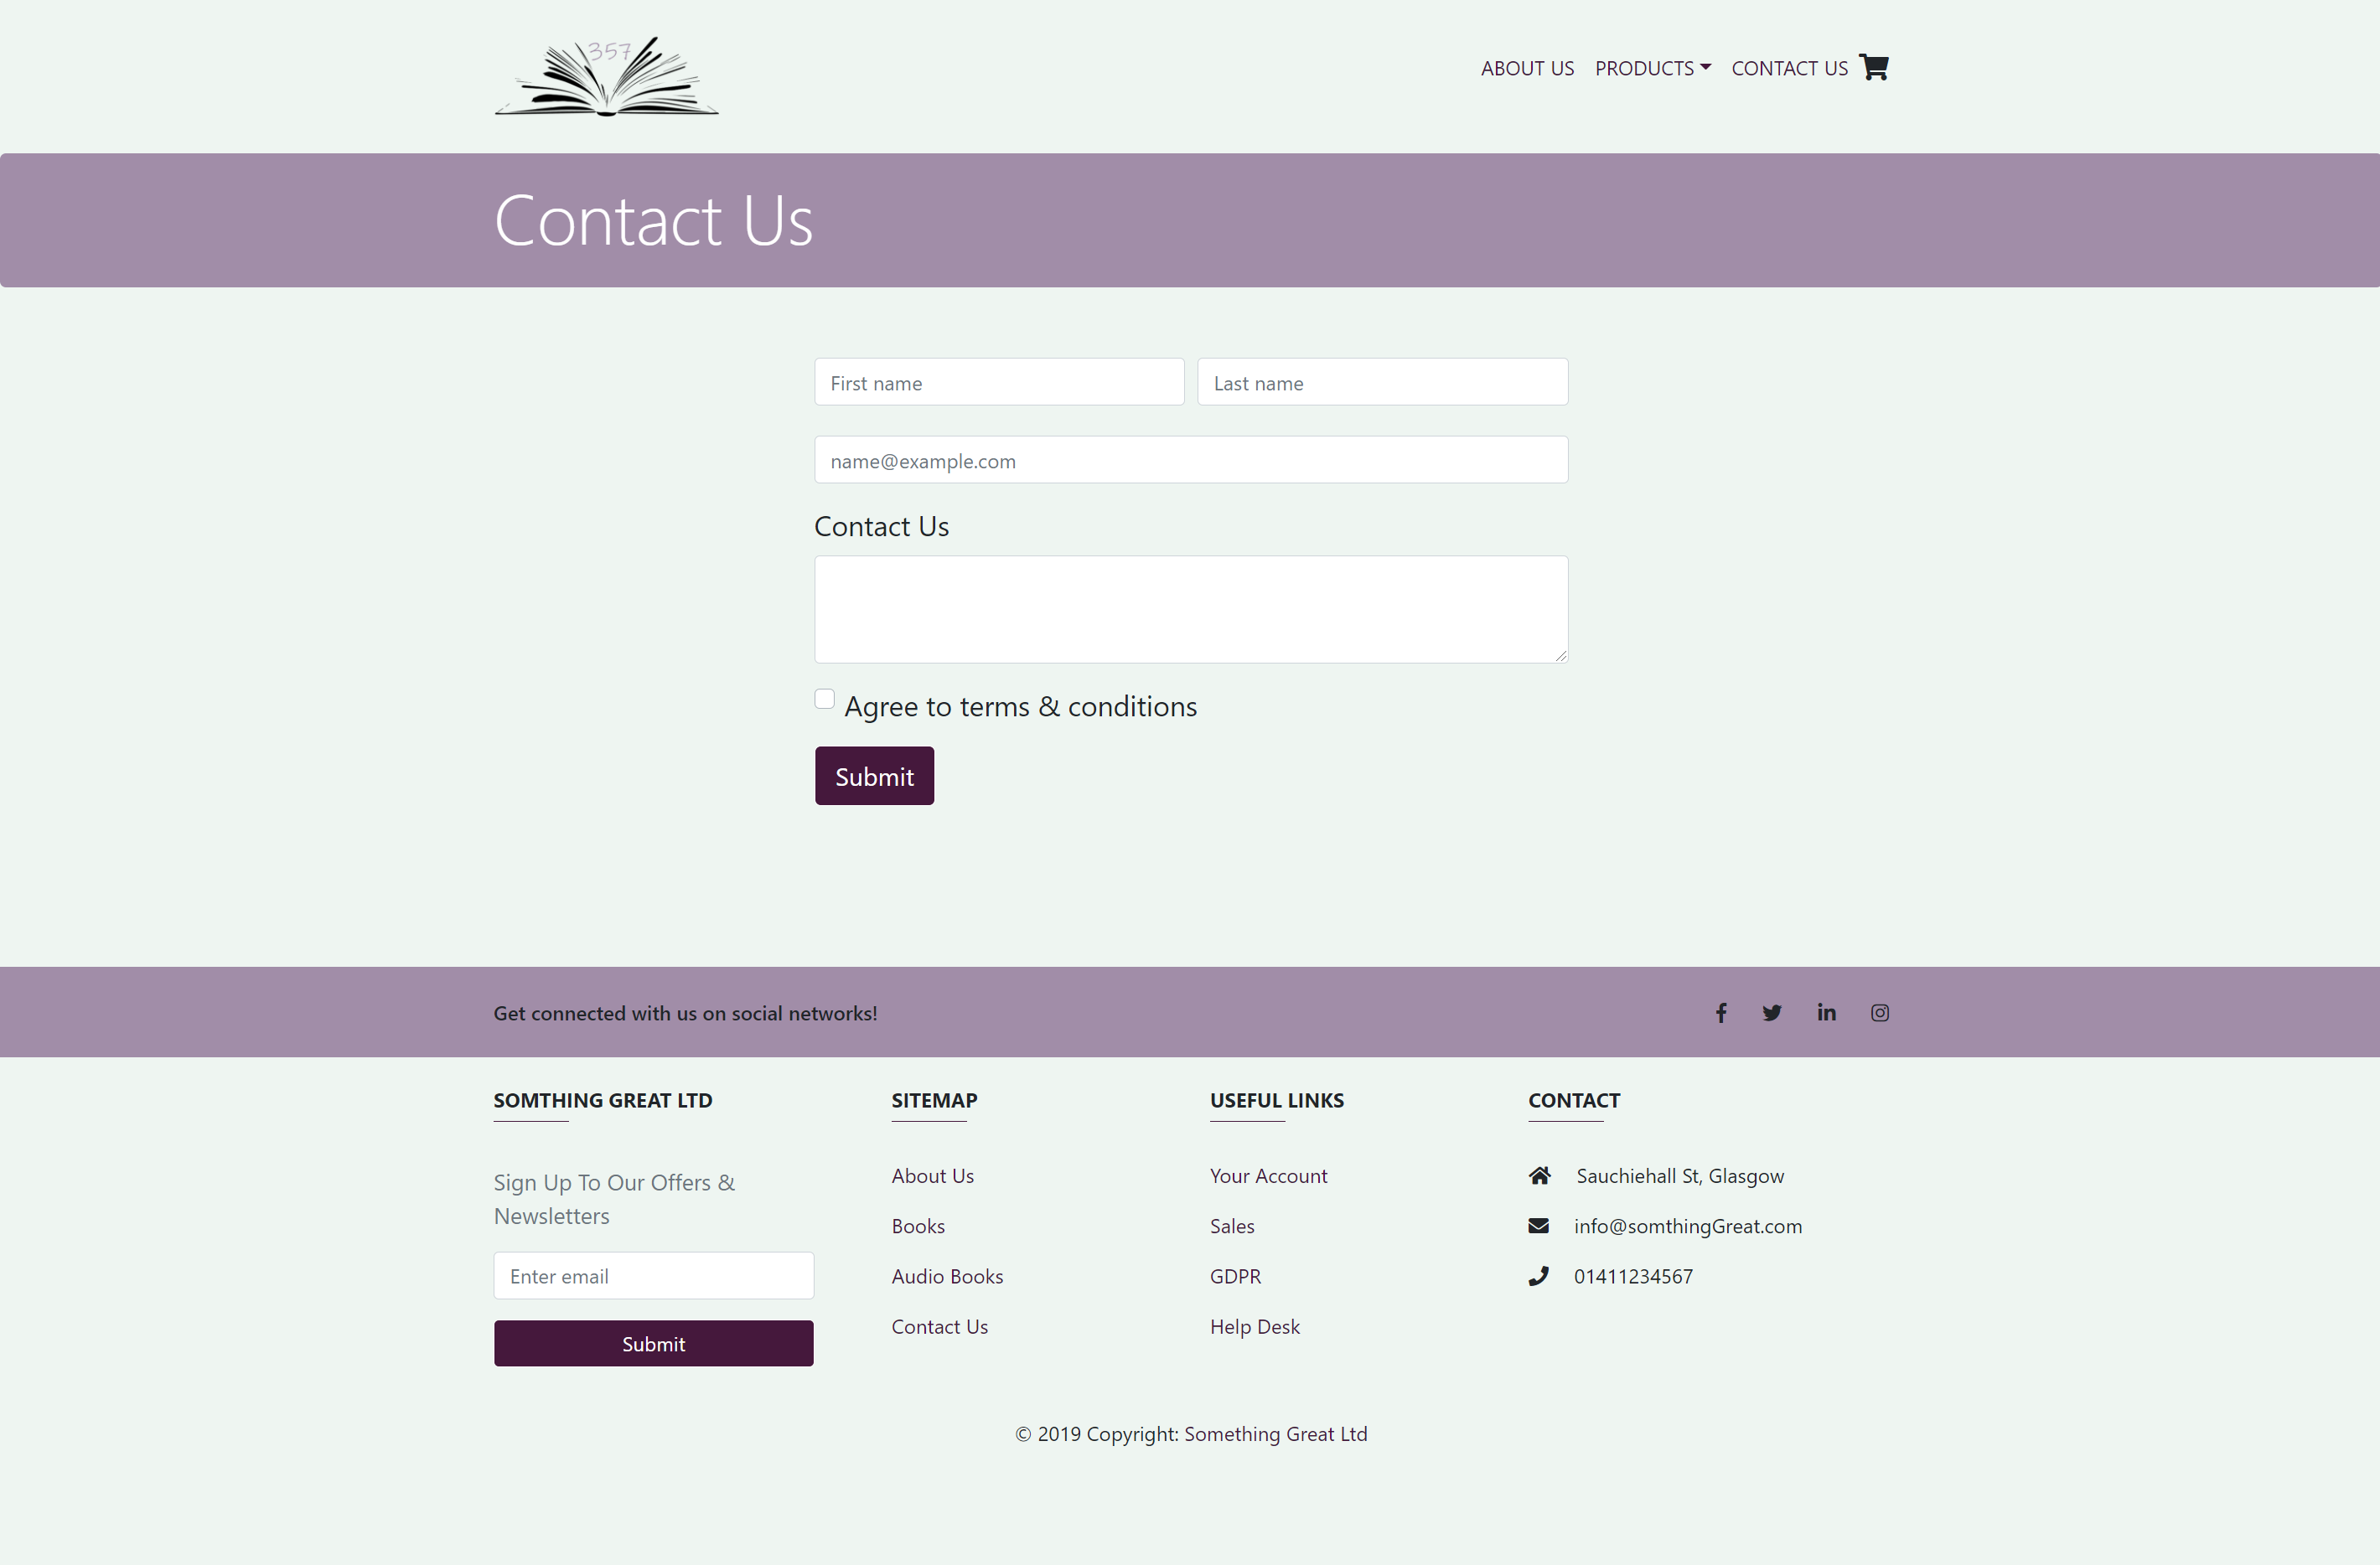 357
ABOUT US PRODUCTS CONTACT US
Contact Us
First name Last name
name@example.com
Contact Us
Agree to terms & conditions
Submit
Get connected with us on social networks!
SOMTHING GREAT LTD
Sign Up To Our Offers &
Newsletters
Enter email
Submit
SITEMAP
About Us
Books
Audio Books
Contact Us
USEFUL LINKS
Your Account
Sales
GDPR
Help Desk
CONTACT
Sauchiehall St, Glasgow
info@somthingGreat.com
01411234567
© 2019 Copyright: Something Great Ltd